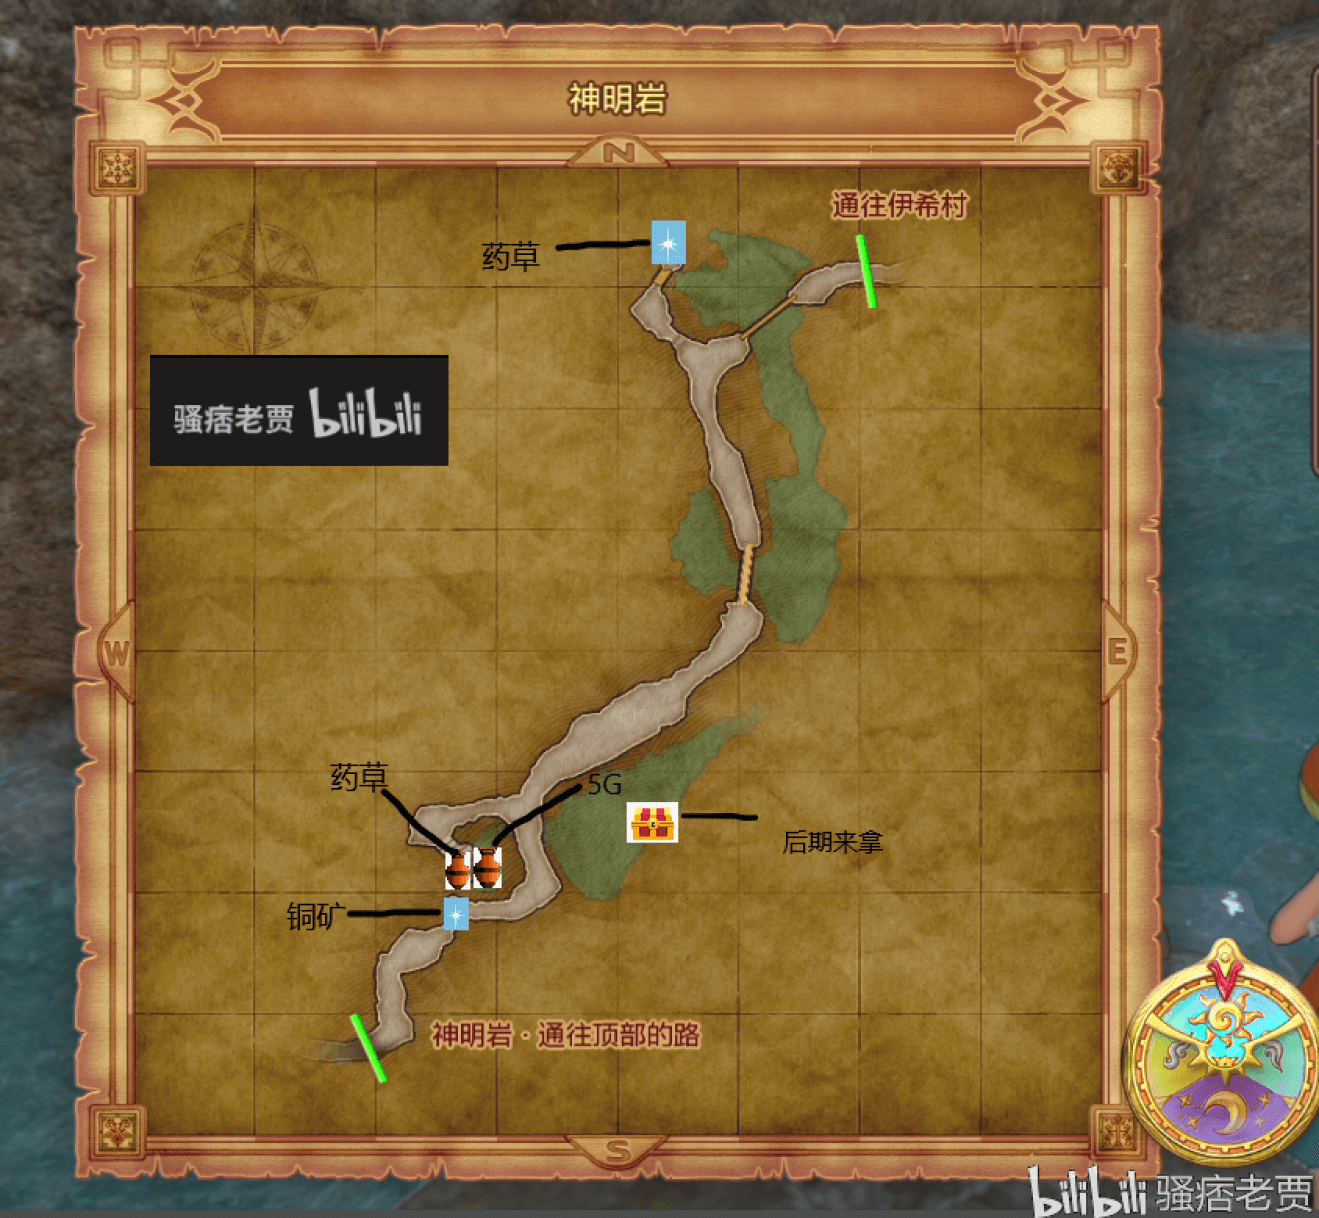 神明岩
N
通往伊希村
药草
骚痞老贾 bilibili
W
E
药草
5G
后期来拿
铜矿
神明岩·通往顶部的路
S
bilibili 骚痞老贾